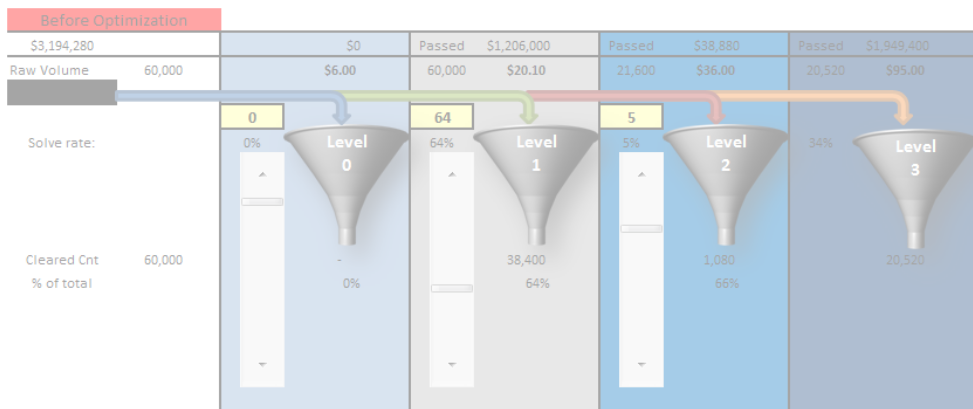 Before Optimization
$3,194,280 $0 Passed $1,206,000 Passed $38,880 Passed $1,949,400
Raw Volume 60,000 $6.00 60,000 $20.10 21,600 $36.00 20,520 $95.00
0 64 5
Solve rate: 0% Level 0 64% Level 1 5% Level 2 34% Level 3
Cleared Cnt 60,000 - 38,400 1,080 20,520
% of total 0% 64% 66%